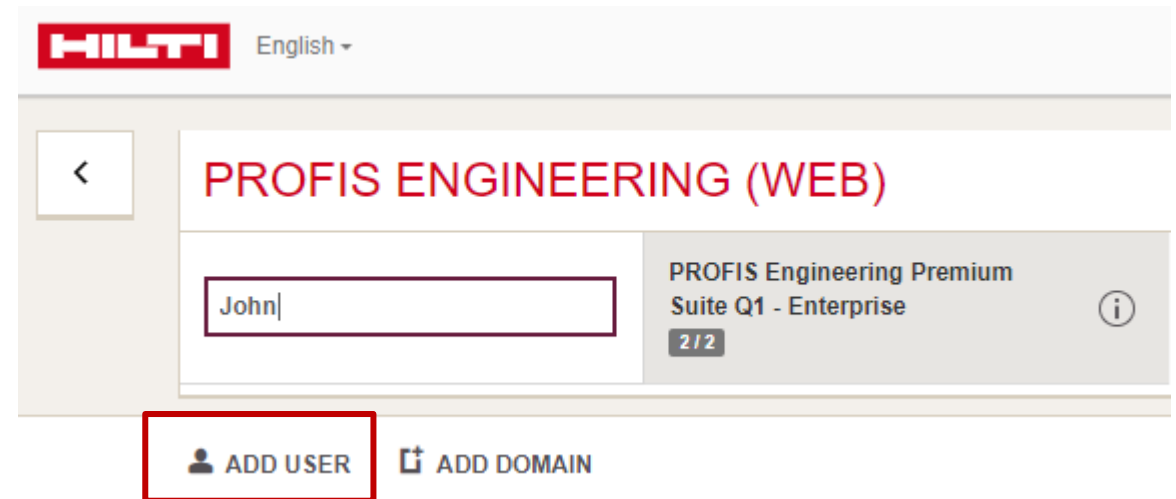 HILTI English
PROFIS ENGINEERING (WEB)
John
PROFIS Engineering Premium
Suite Q1 - Enterprise
2 / 2
ADD USER ADD DOMAIN